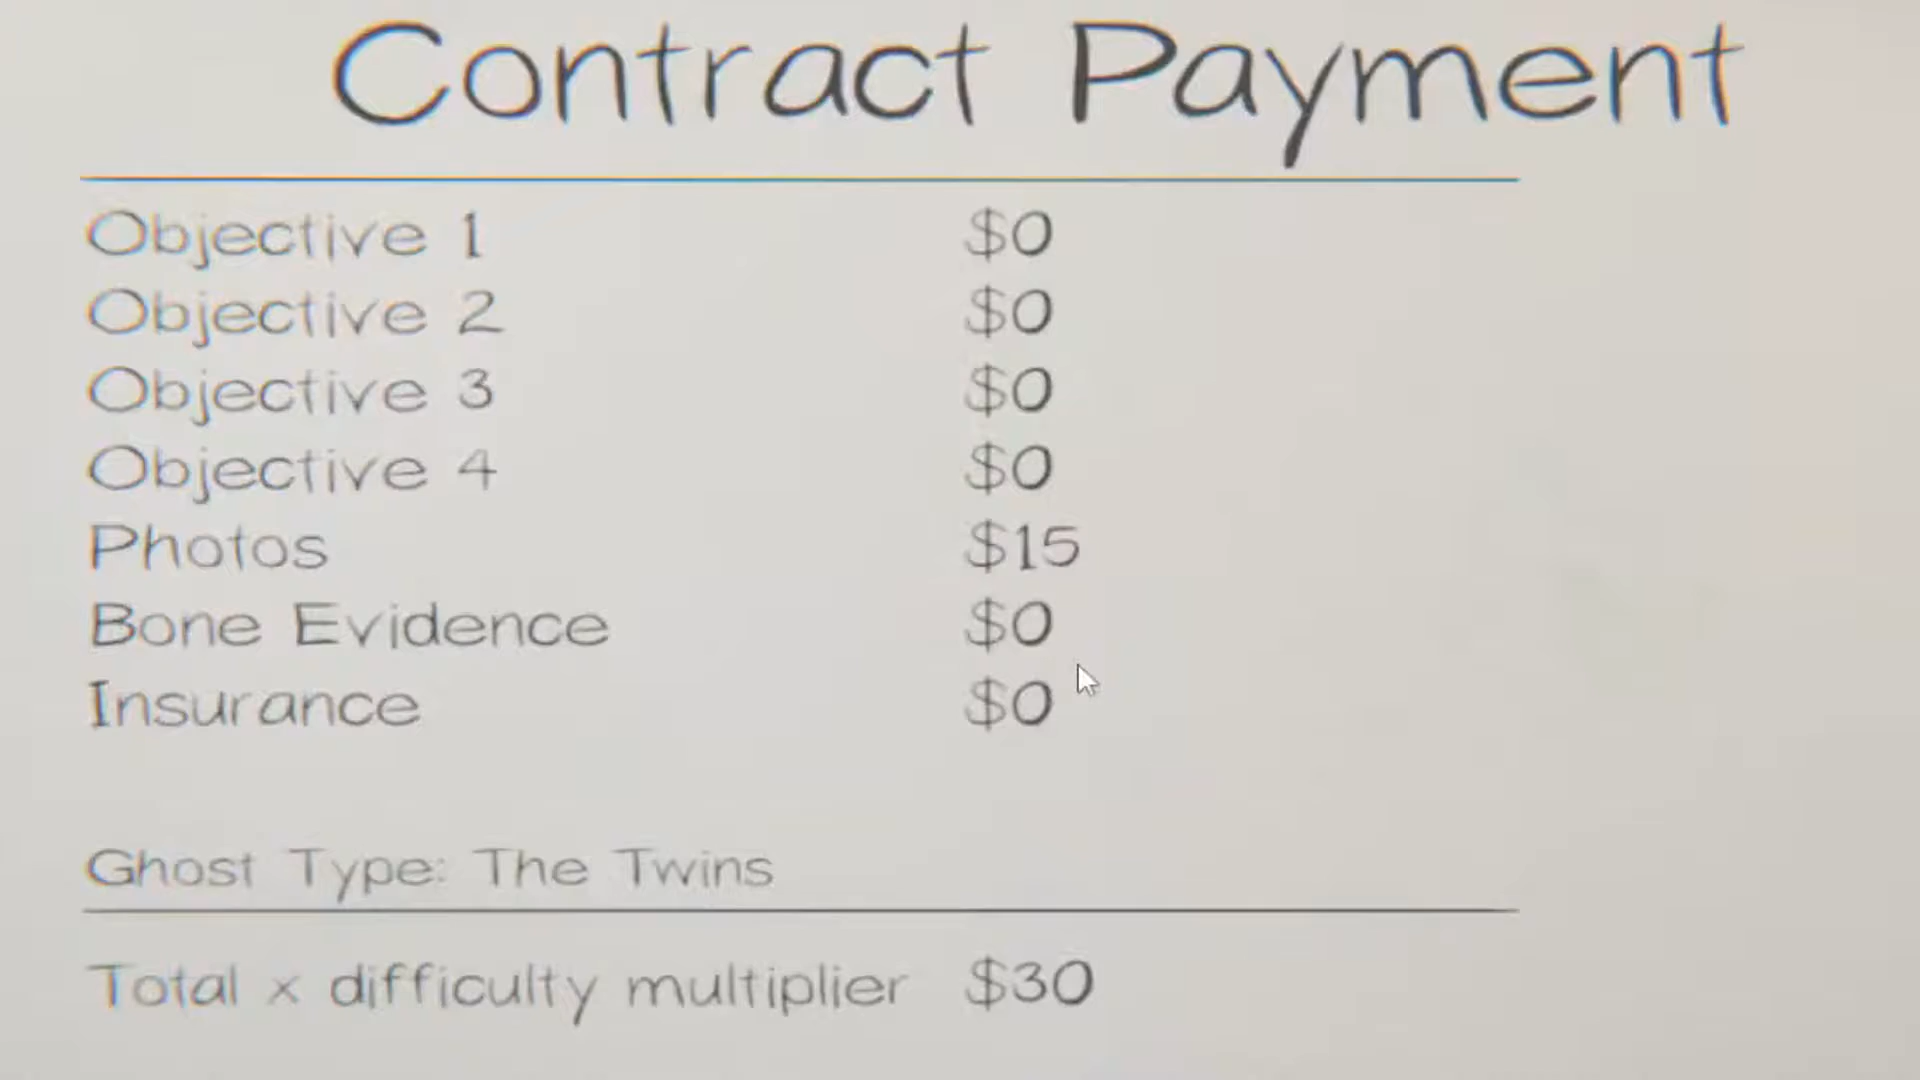 Contract Payment
Objective 1 $0
Objective 2 $0
Objective 3 $0
Objective 4 $0
Photos $15
Bone Evidence $0
Insurance $0
Ghost Type: The Twins
Total x difficulty multiplier $30